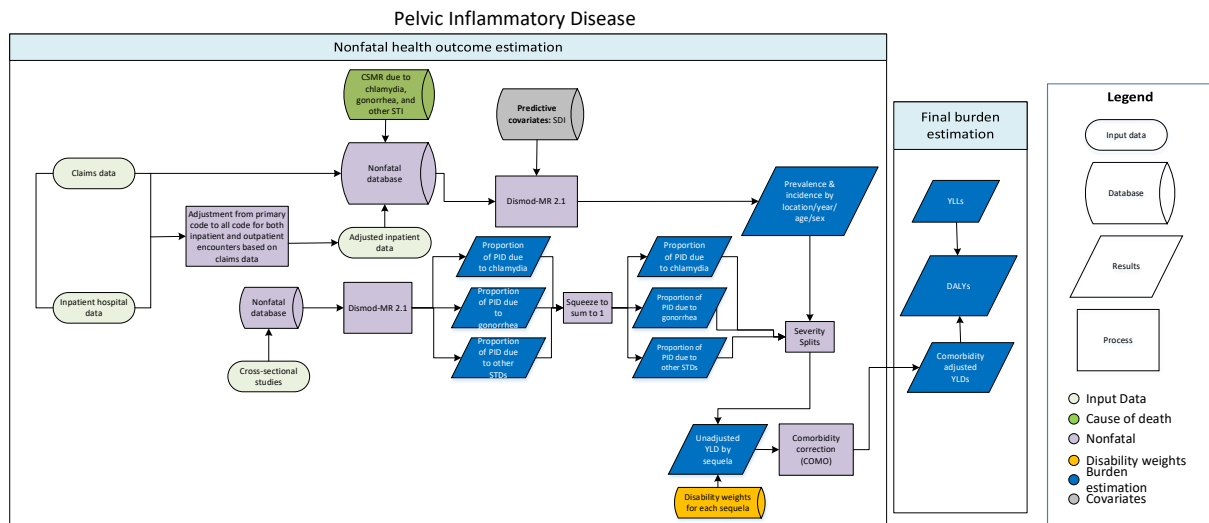 Pelvic Inflammatory Disease
Nonfatal health outcome estimation
CSMR due to
chlamydia,
gonorrhea, and
other STI
Predictive
covariates: SDI
Claims data
Nonfatal
database
Dismod-MR 2.1
Prevalence &
incidence by
location/year/
age/sex
Adjustment from primary
code to all code for both
inpatient and outpatient
encounters based on
claims data
Adjusted inpatient data
Inpatient hospital
data
Nonfatal
database
Dismod-MR 2.1
Cross-sectional
studies
Proportion of PID due
to chlamydia
Proportion
of PID due to
gonorrhea
Proportion
of PID due to
other STDs
Squeeze to
sum to 1
Proportion
of PID due to
chlamydia
Proportion of PID
due to
gonorrhea
Proportion of PID
due to other STDs
Severity
Splits
Unadjusted
YLD by
sequela
Comorbidity
correction
(COMO)
Disability weights
for each sequela
Final burden
estimation
YLLs
DALYs
Comorbidity
adjusted
YLDs
Legend
Input data
Database
Results
Process
Input Data
Cause of death
Nonfatal
Disability weights
Burden
estimation
Covariates